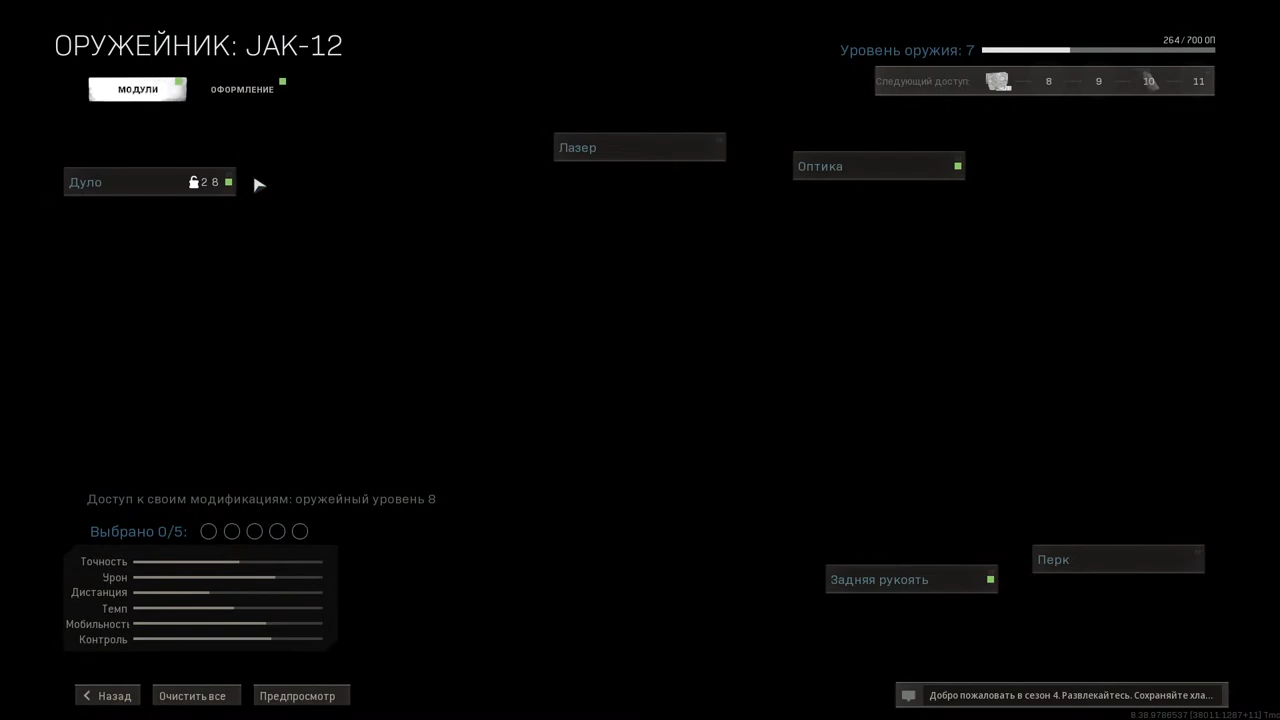 ОРУЖЕЙНИК: JAK-12
264 / 700 ОП
Уровень оружия: 7
МОДУЛИ
ОФОРМЛЕНИЕ
Следующий доступ:
8
9
10
11
Лазер
Оптика
Дуло
2 8
Доступ к своим модификациям: оружейный уровень 8
Выбрано 0/5:
Точность
Урон
Дистанция
Темп
Мобильность
Контроль
Перк
Задняя рукоять
Назад
Очистить все
Предпросмотр
Добро пожаловать в сезон 4. Развлекайтесь. Сохраняйте хла...